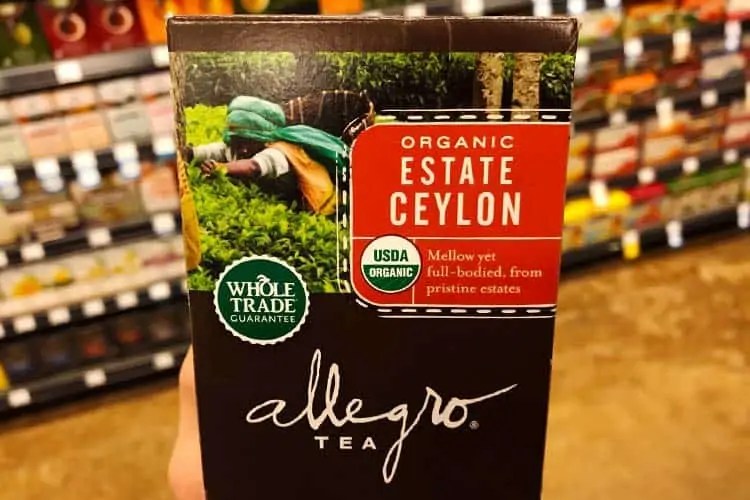 ORGANIC
ESTATE
CEYLON
USDA
ORGANIC
Mellow yet
full-bodied, from
pristine estates
WHOLE
TRADE
GUARANTEE
allegro®
TEA